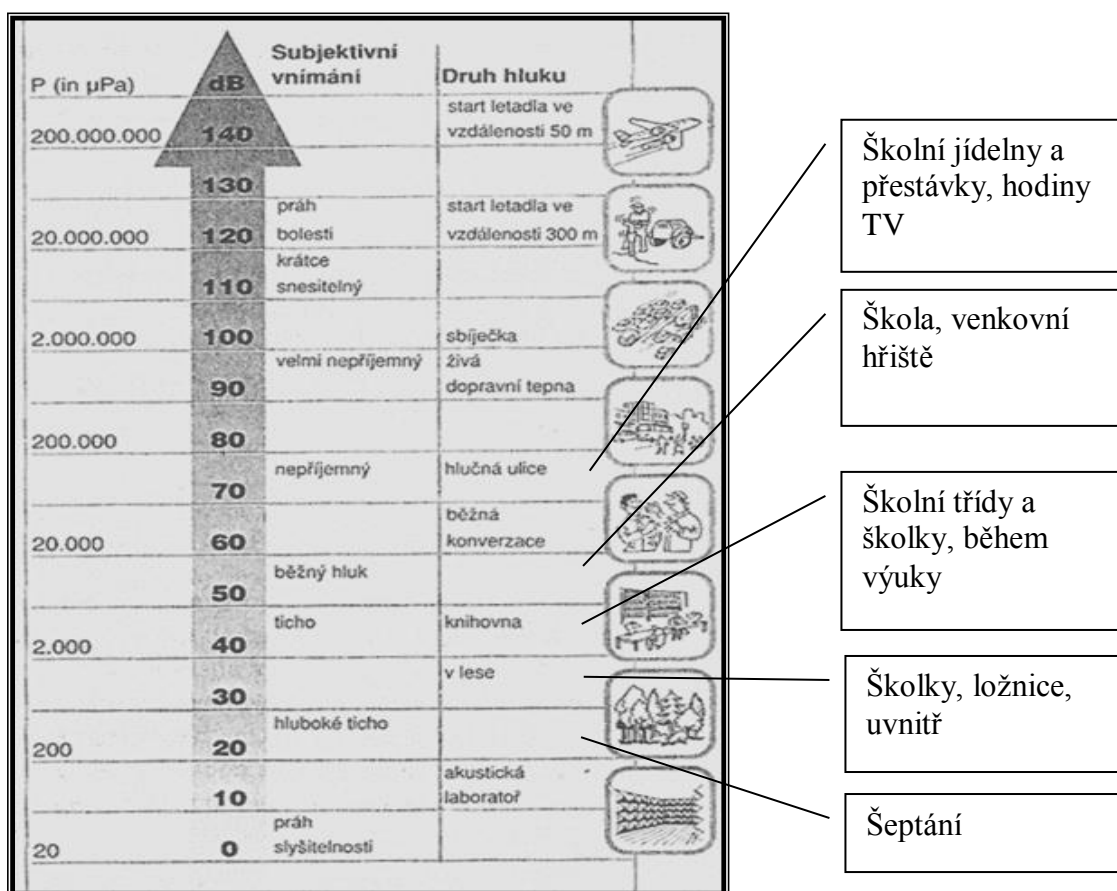 Subjektivní
vnímání
P (in µPa)
dB
Druh hluku
start letadla ve
200.000.000
140
vzdálenosti 50 m
130
práh
start letadla ve
20.000.000
120
bolesti
vzdálenosti 300 m
krátce
110
snesitelný
2.000.000
100
sbíječka
velmi nepříjemný
živá
90
dopravní tepna
200.000
80
nepříjemný
hlučná ulice
70
běžná
20.000
60
konverzace
běžný hluk
50
ticho
knihovna
2.000
40
v lese
30
hluboké ticho
200
20
akustická
10
laboratoř
práh
20
0
slyšitelnosti
Školní jídelny a
přestávky, hodiny
TV
Škola, venkovní
hřiště
Školní třídy a
školky, během
výuky
Školky, ložnice,
uvnitř
Šeptání